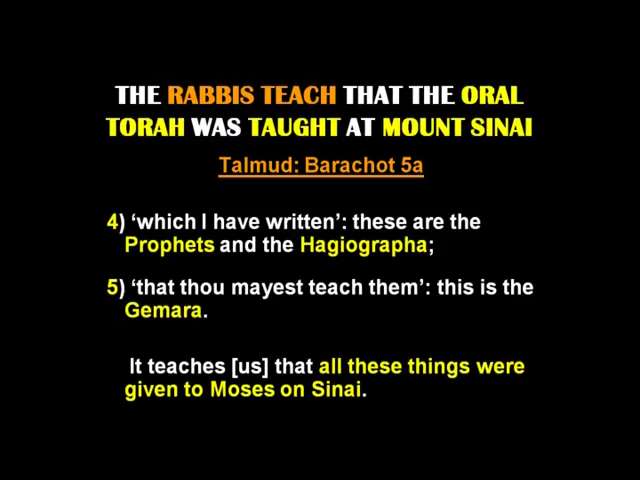 THE RABBIS TEACH THAT THE ORAL
TORAH WAS TAUGHT AT MOUNT SINAI
Talmud: Barachot 5a
4) ‘which I have written’: these are the
Prophets and the Hagiographa;
5) ‘that thou mayest teach them’: this is the
Gemara.
It teaches [us] that all these things were
given to Moses on Sinai.